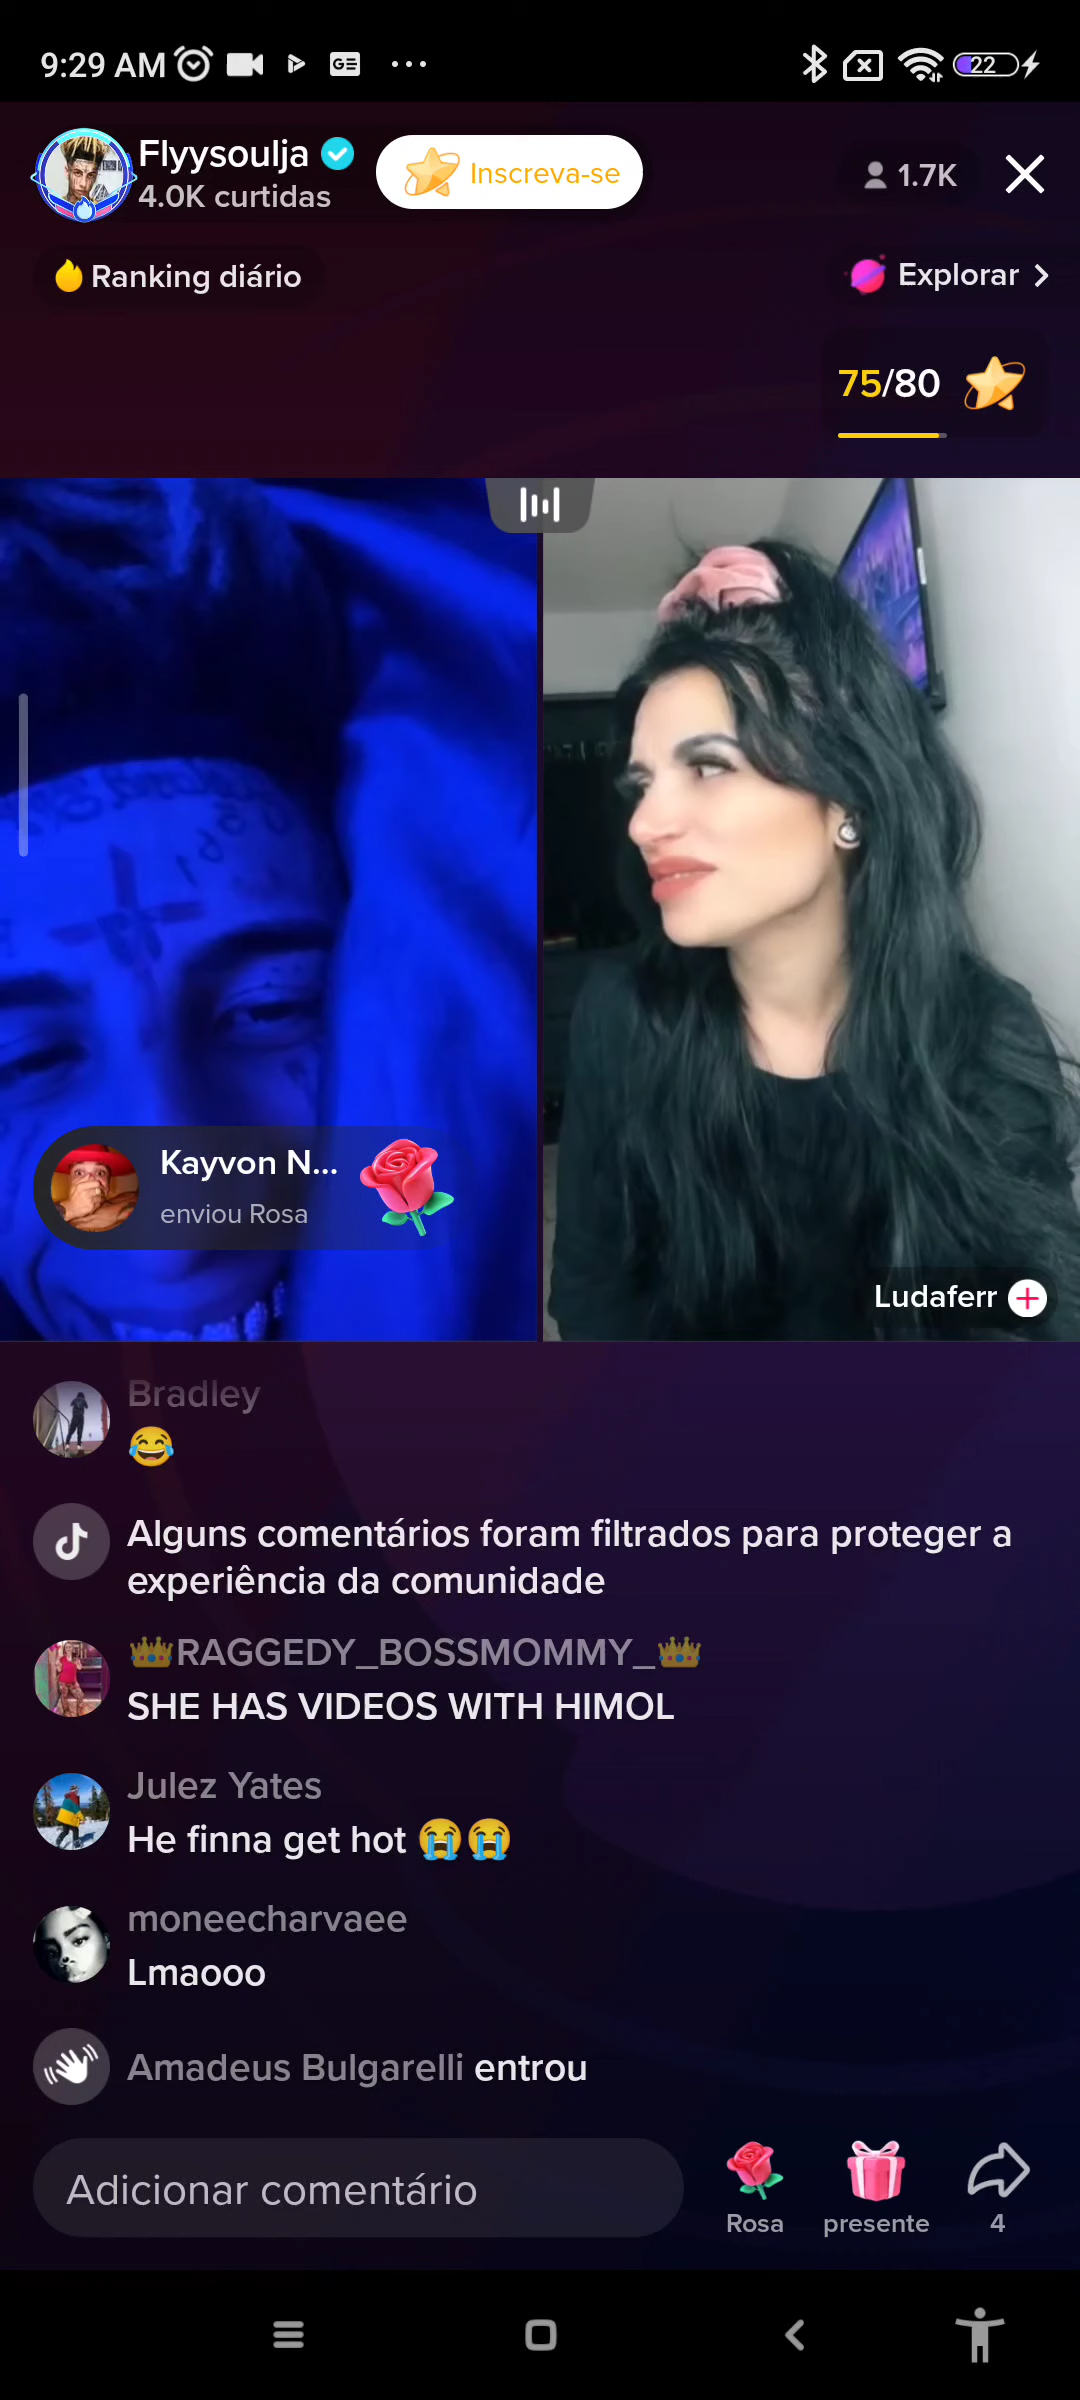 9:29 AM
GE
22
Flyysoulja
4.0K curtidas
Inscreva-se
1.7K
Ranking diário
Explorar
75/80
Kayvon N...
enviou Rosa
Ludaferr
Bradley
😂
Alguns comentários foram filtrados para proteger a
experiência da comunidade
👑RAGGEDY_BOSSMOMMY_👑
SHE HAS VIDEOS WITH HIMOL
Julez Yates
He finna get hot 😭😭
moneecharvaee
Lmaooo
Amadeus Bulgarelli entrou
Adicionar comentário
Rosa
presente
4